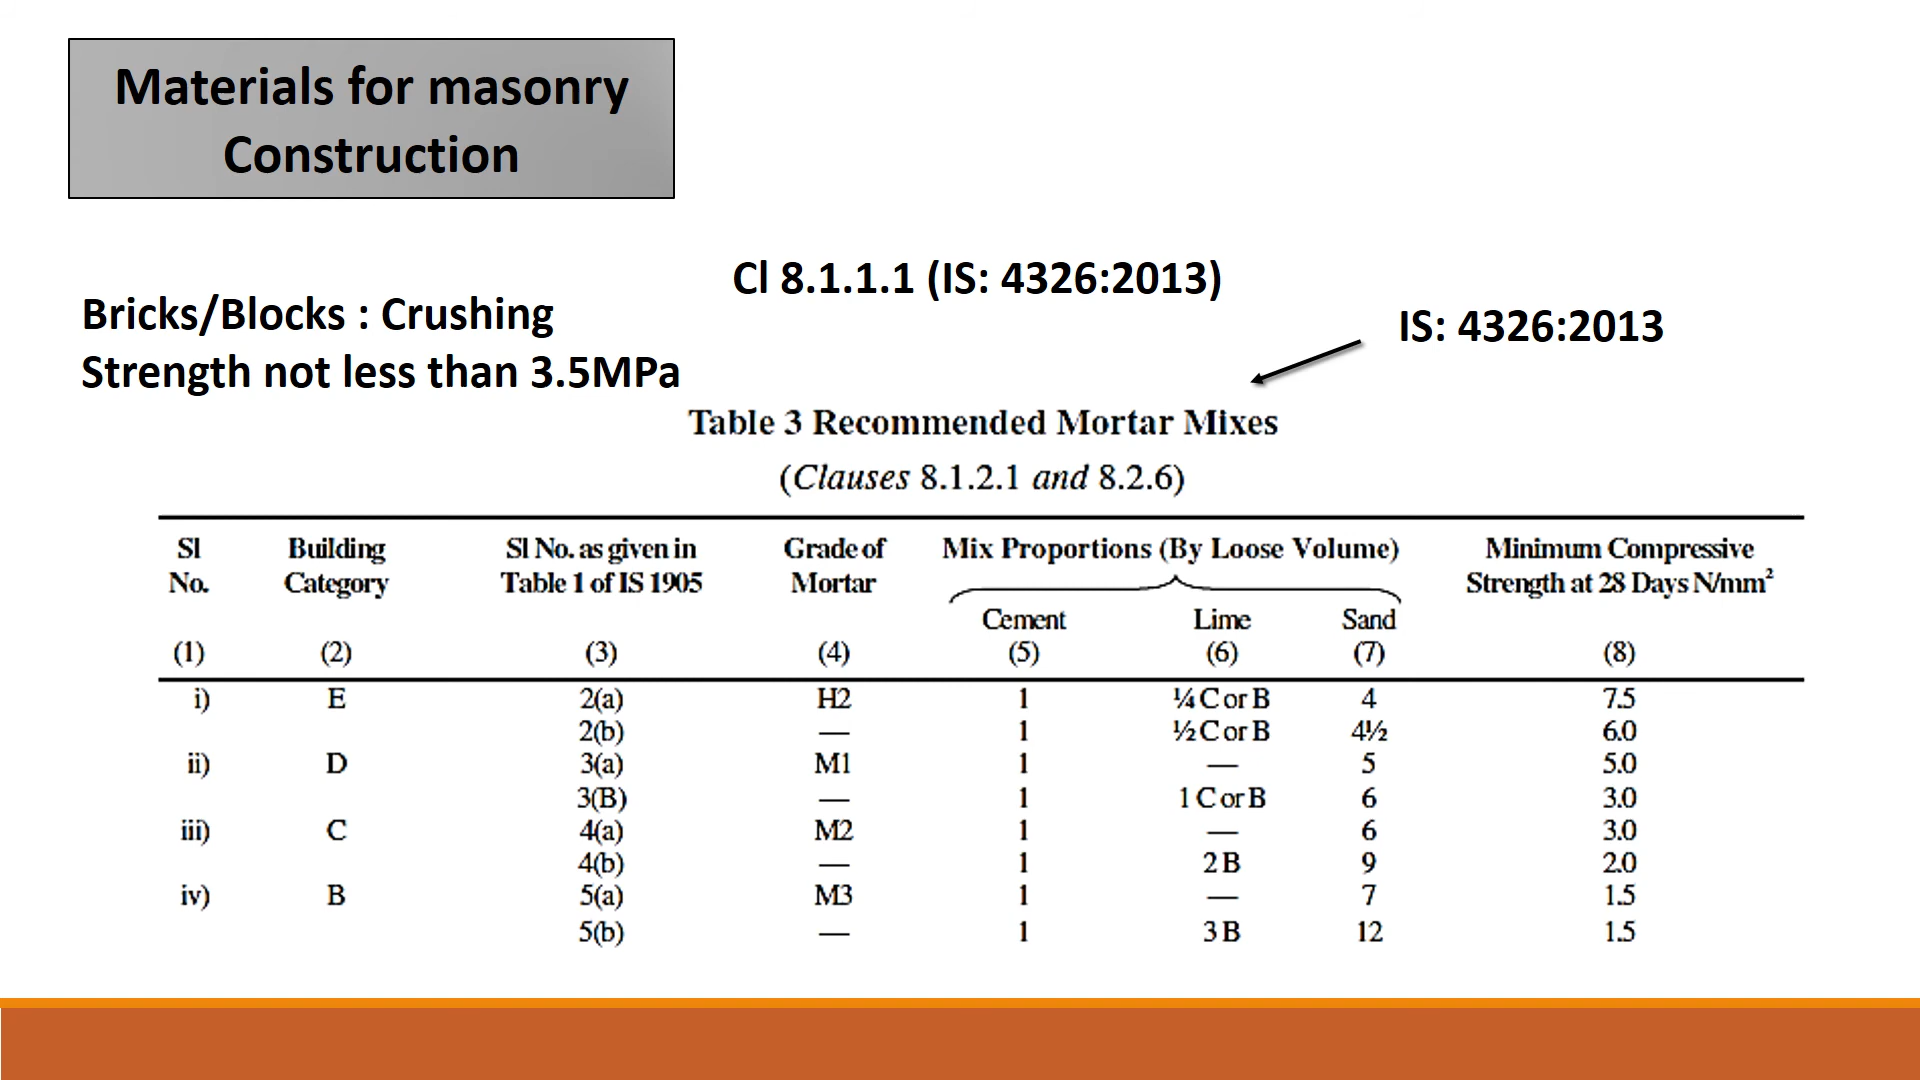 Materials for masonry
Construction
Cl 8.1.1.1 (IS: 4326:2013)
Bricks/Blocks : Crushing
Strength not less than 3.5MPa
IS: 4326:2013
Table 3 Recommended Mortar Mixes
(Clauses 8.1.2.1 and 8.2.6)
Sl No. Building Category Sl No. as given in Table 1 of IS 1905 Grade of Mortar Mix Proportions (By Loose Volume) Minimum Compressive Strength at 28 Days N/mm²
Cement Lime Sand
(1) (2) (3) (4) (5) (6) (7) (8)
i) E 2(a) H2 1 ¼ C or B 4 7.5
2(b) — 1 ½ C or B 4½ 6.0
ii) D 3(a) M1 1 — 5 5.0
3(B) — 1 1 C or B 6 3.0
iii) C 4(a) M2 1 — 6 3.0
4(b) — 1 2 B 9 2.0
iv) B 5(a) M3 1 — 7 1.5
5(b) — 1 3 B 12 1.5